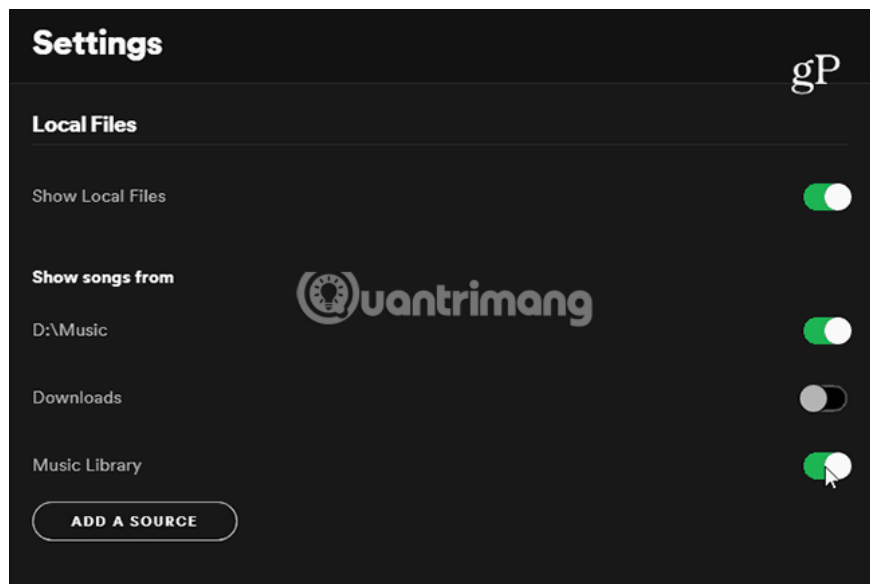 Settings
gP
Local Files
Show Local Files
Show songs from
Quantrimang
D:\Music
Downloads
Music Library
ADD A SOURCE